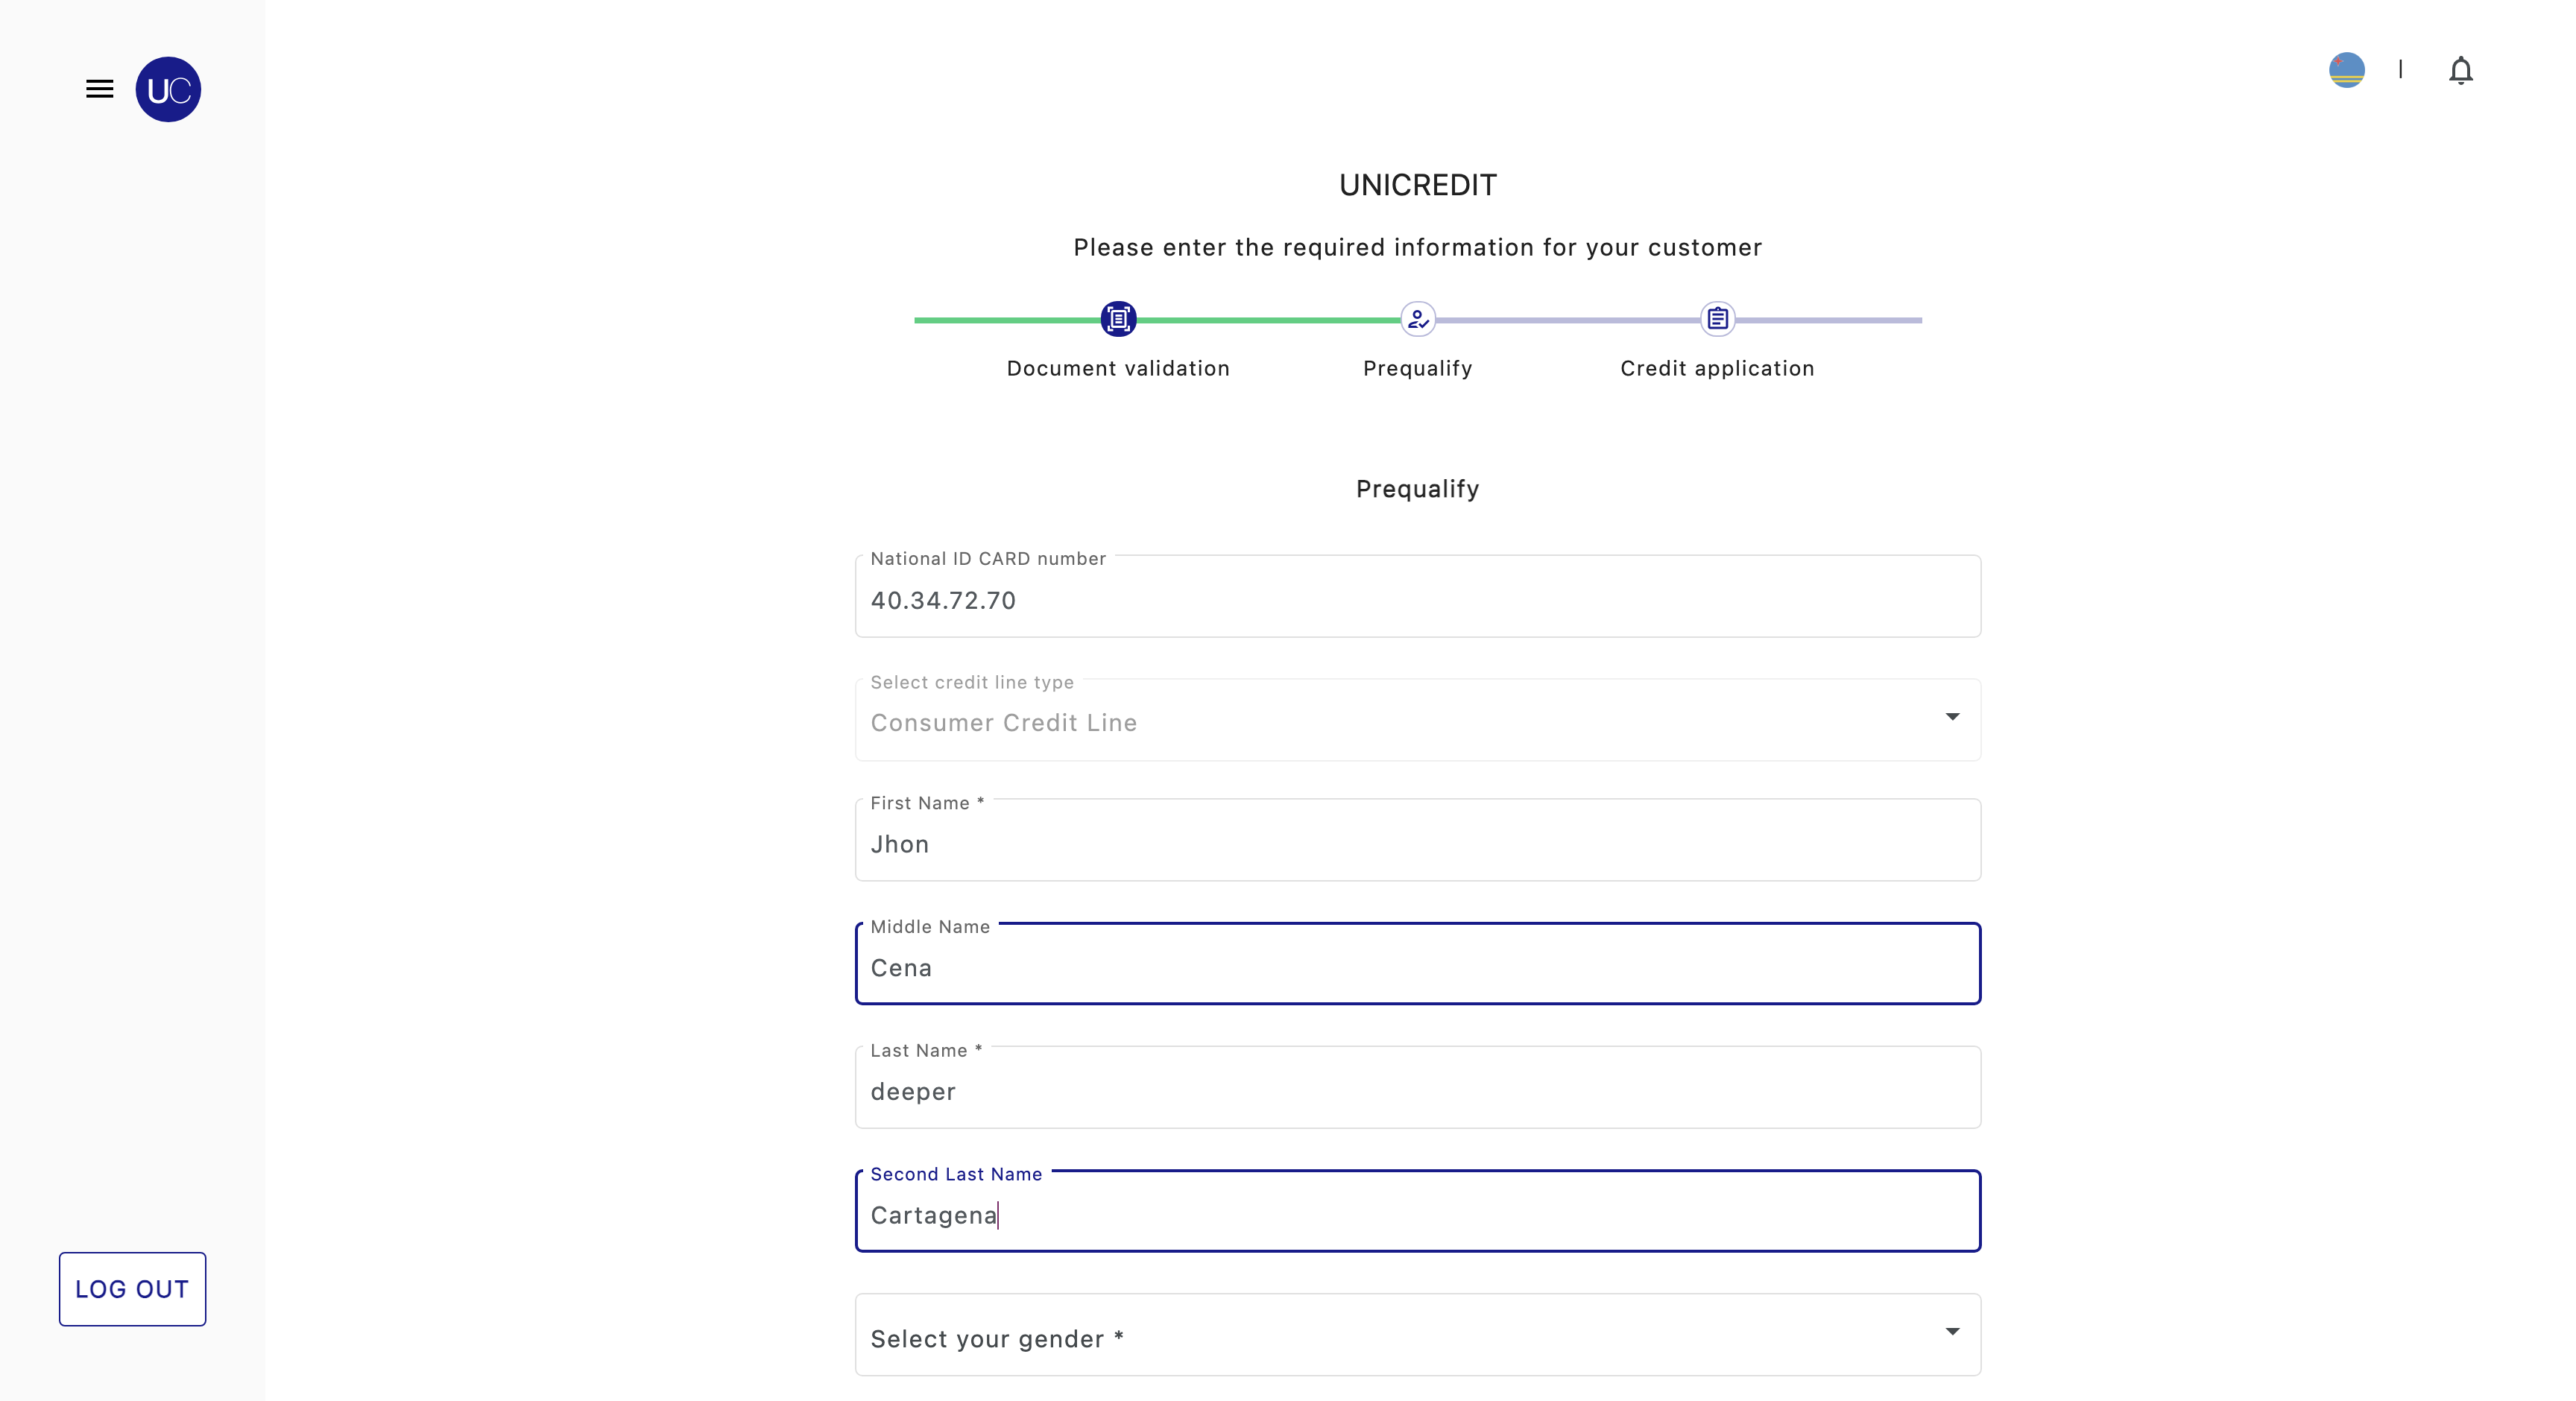 UC
UNICREDIT
Please enter the required information for your customer
Document validation
Prequalify
Credit application
Prequalify
National ID CARD number
40.34.72.70
Select credit line type
Consumer Credit Line
First Name *
Jhon
Middle Name
Cena
Last Name *
deeper
Second Last Name
Cartagena
Select your gender *
LOG OUT